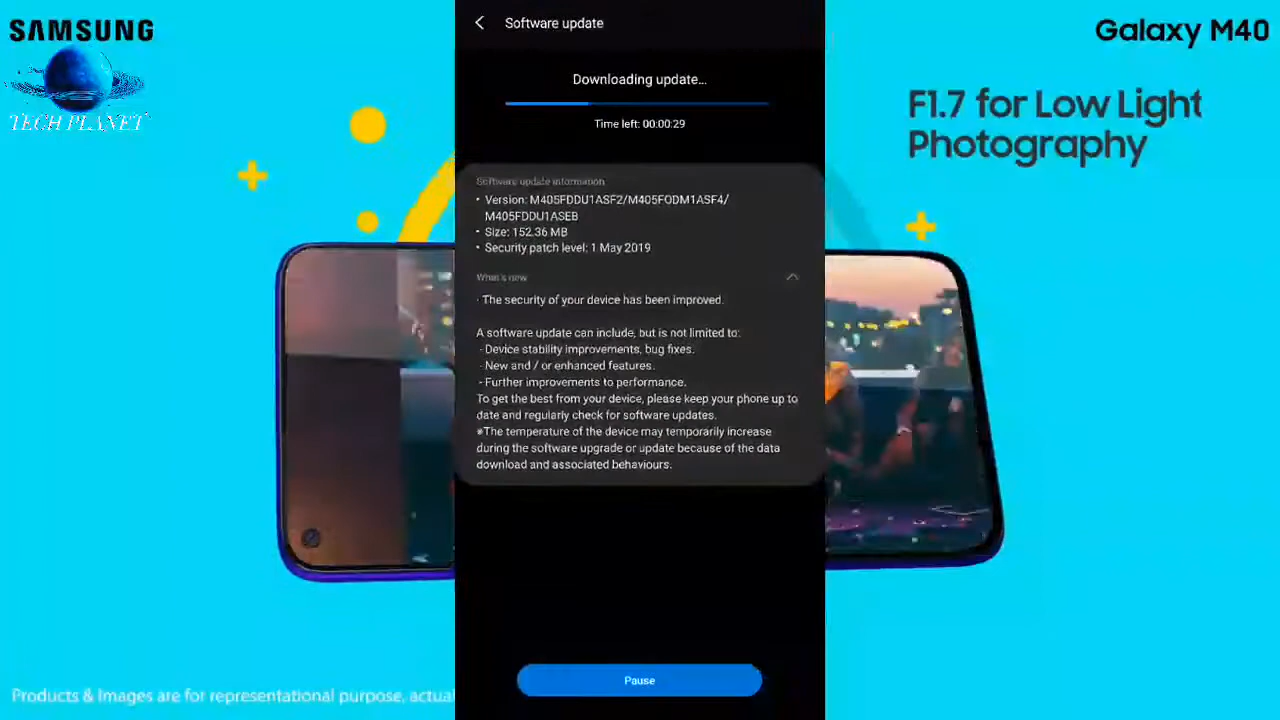 SAMSUNG
TECH PLANET
Galaxy M40
F1.7 for Low Light
Photography
Software update
Downloading update...
Time left: 00:00:29
Software update information
• Version: M405FDDU1ASF2/M405FODM1ASF4/
M405FDDU1ASEB
• Size: 152.36 MB
• Security patch level: 1 May 2019
What's new
· The security of your device has been improved.
A software update can include, but is not limited to:
- Device stability improvements, bug fixes.
- New and / or enhanced features.
- Further improvements to performance.
To get the best from your device, please keep your phone up to
date and regularly check for software updates.
※The temperature of the device may temporarily increase
during the software upgrade or update because of the data
download and associated behaviours.
Pause
Products & Images are for representational purpose, actual